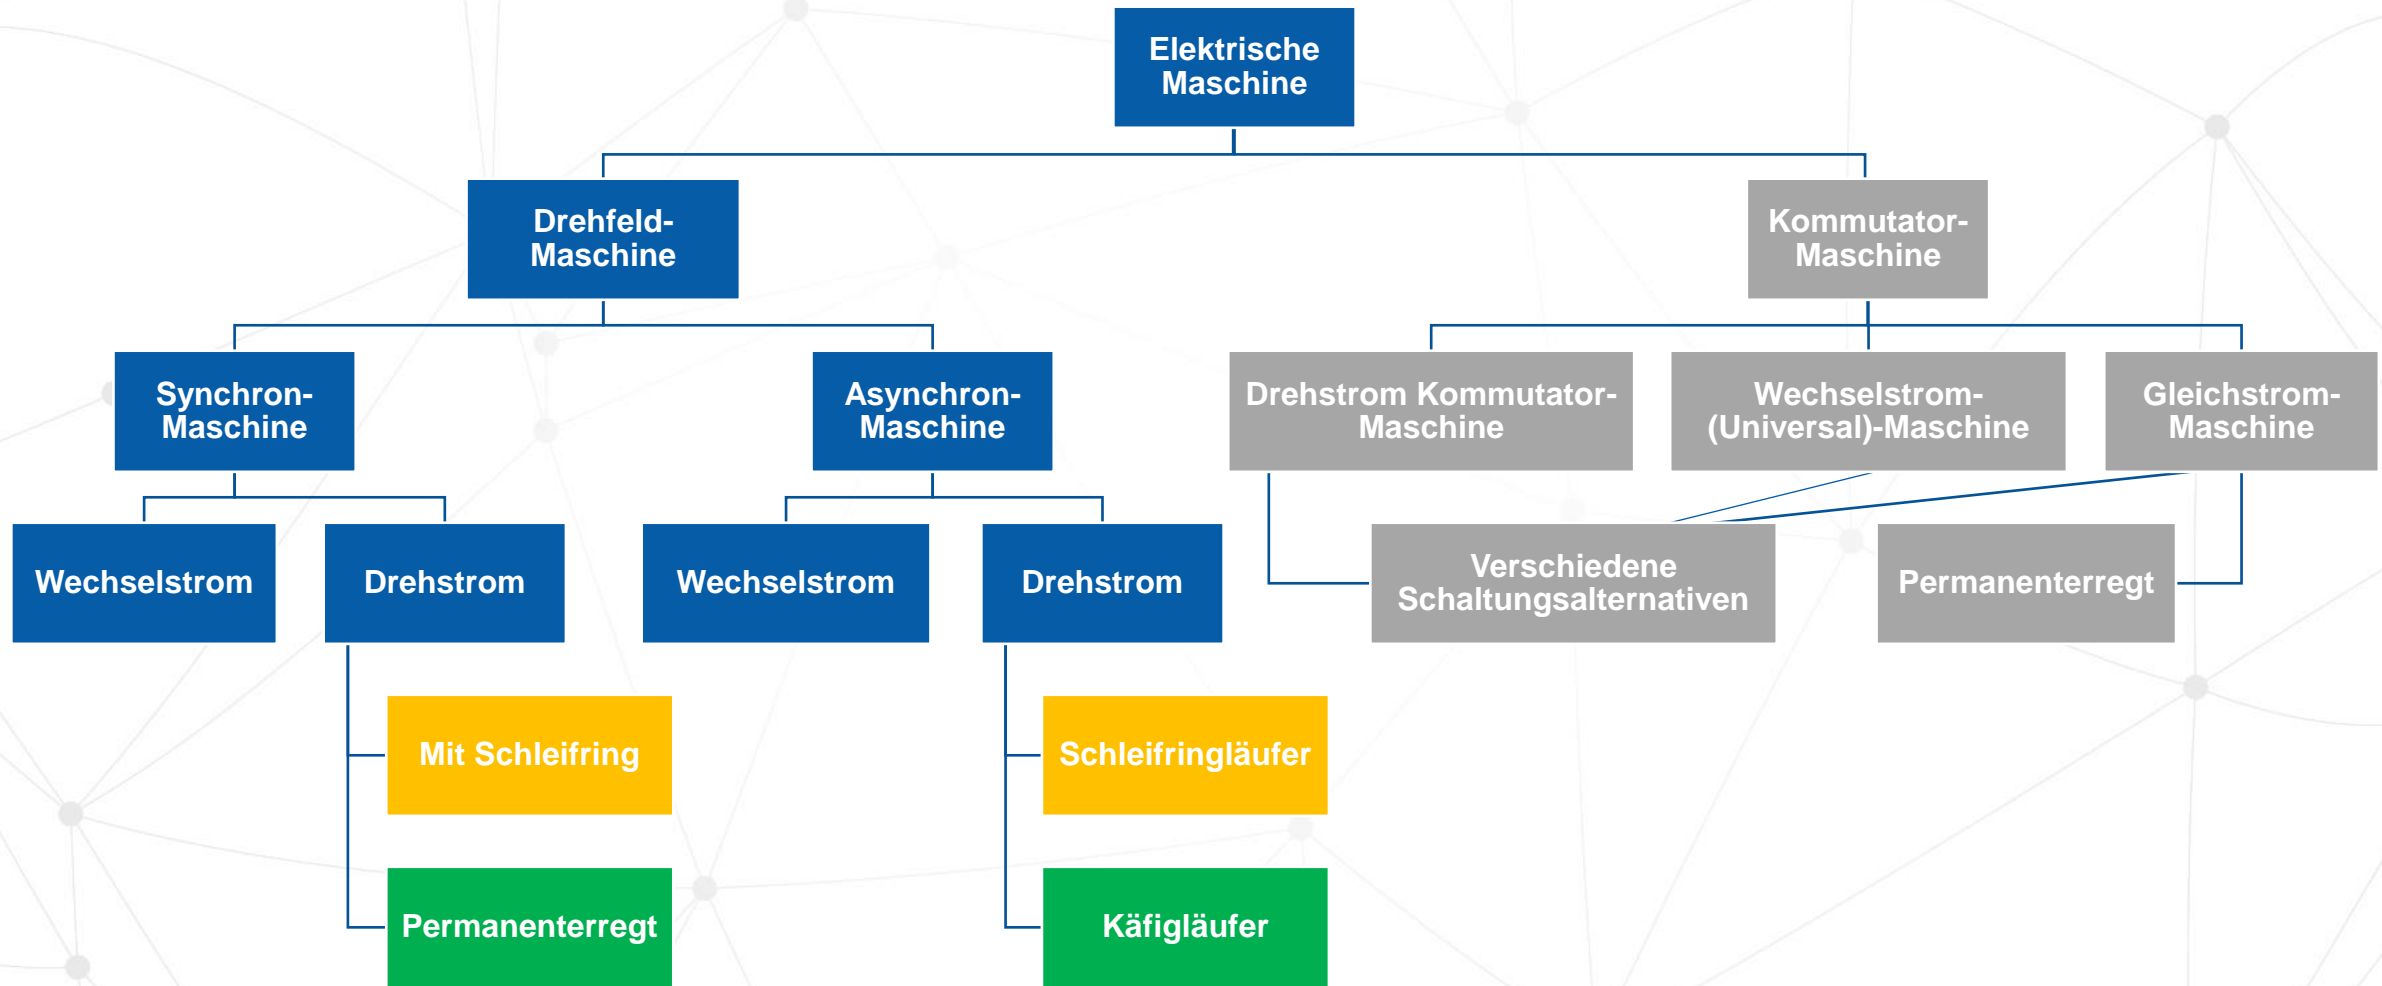 Elektrische
Maschine
Drehfeld-
Maschine
Kommutator-
Maschine
Synchron-
Maschine
Asynchron-
Maschine
Drehstrom Kommutator-
Maschine
Wechselstrom-
(Universal)-Maschine
Gleichstrom-
Maschine
Wechselstrom
Drehstrom
Wechselstrom
Drehstrom
Verschiedene
Schaltungsalternativen
Permanenterregt
Mit Schleifring
Schleifringläufer
Permanenterregt
Käfigläufer